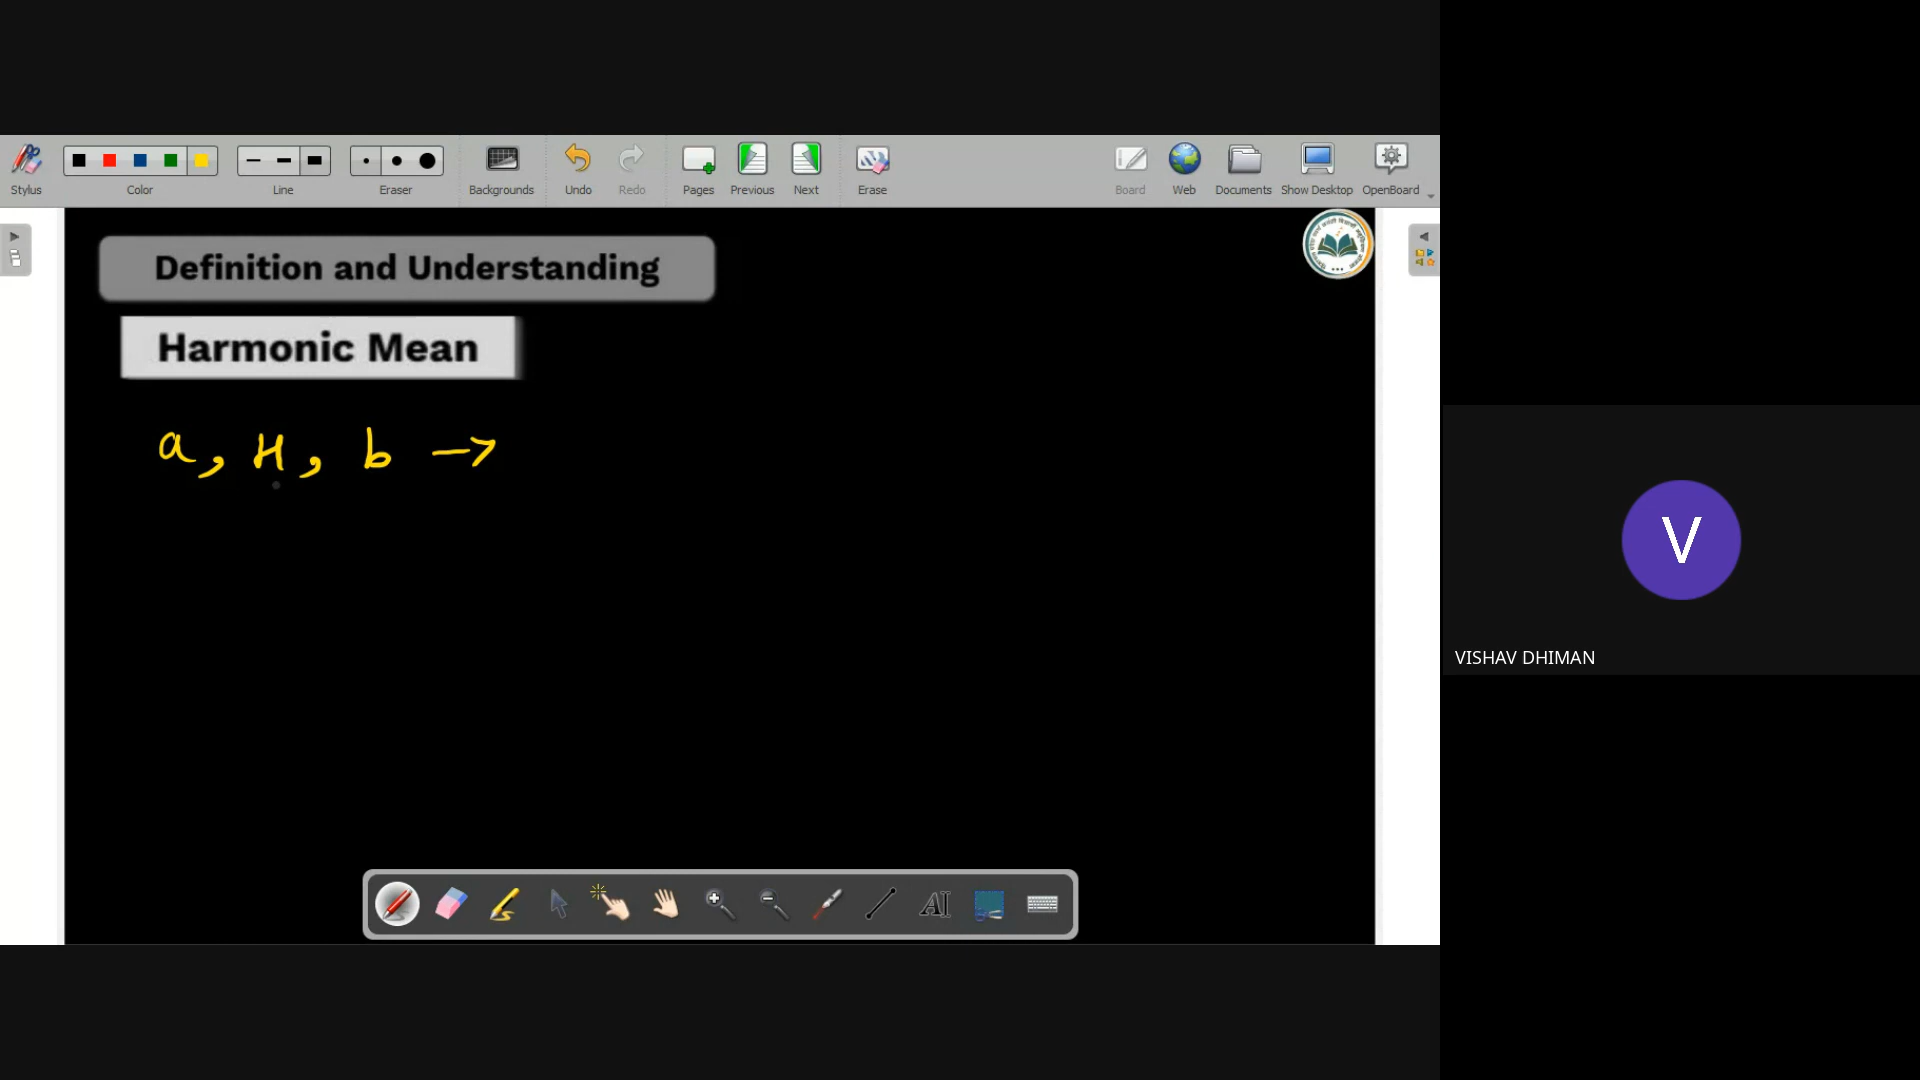 Stylus Color Line Eraser Backgrounds Undo Redo Pages Previous Next Erase Board Web Documents Show Desktop OpenBoard
Definition and Understanding
Harmonic Mean
a, H, b →
AI
V
VISHAV DHIMAN